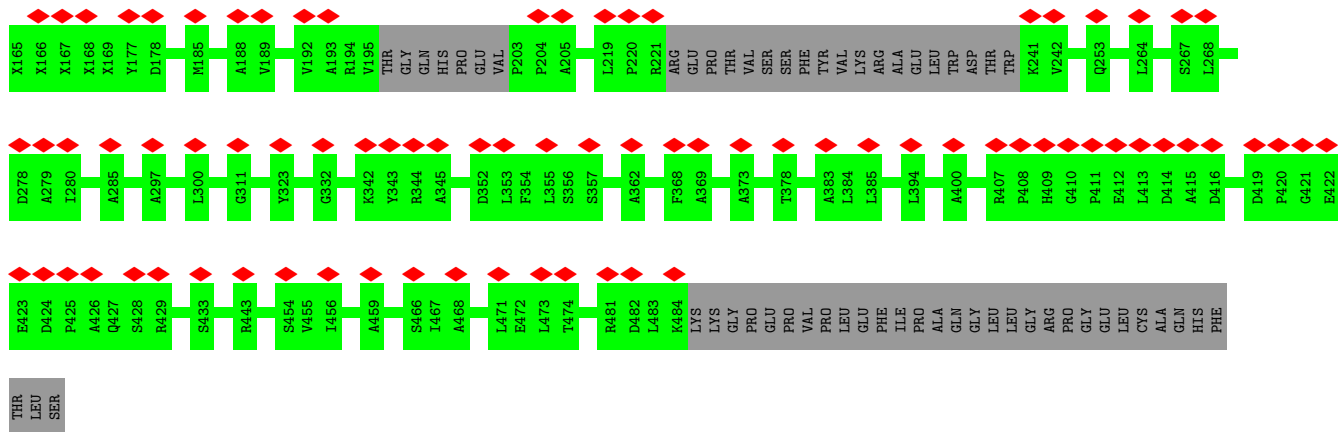 X165 X166 X167 X168 X169 Y177 D178 M185 A188 V189 V192 A193 R194 V195 THR GLY GLN HIS PRO GLU VAL P203 P204 A205 L219 P220 R221 ARG GLU PRO THR VAL SER SER PHE TYR VAL LYS ARG ALA GLU LEU TRP ASP THR TRP K241 V242 Q253 L264 S267 L268
D278 A279 I280 A285 A297 L300 G311 Y323 G332 K342 Y343 R344 A345 D352 L353 F354 L355 S356 S357 A362 F368 A369 A373 T378 A383 L384 L385 L394 A400 R407 P408 H409 G410 P411 E412 L413 D414 A415 D416 D419 P420 G421 E422
E423 D424 P425 A426 Q427 S428 R429 S433 R443 S454 V455 I456 A459 S466 I467 A468 L471 E472 L473 T474 R481 D482 L483 K484 LYS LYS GLY PRO GLU PRO VAL PRO LEU GLU PHE ILE PRO ALA GLN GLY LEU LEU GLY ARG PRO GLY GLU LEU CYS ALA GLN HIS PHE
THR LEU SER